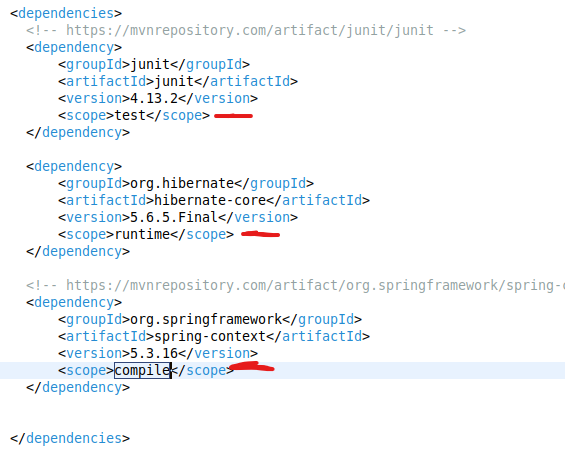 <dependencies>
<!-- https://mvnrepository.com/artifact/junit/junit -->
<dependency>
<groupId>junit</groupId>
<artifactId>junit</artifactId>
<version>4.13.2</version>
<scope>test</scope>
</dependency>
<dependency>
<groupId>org.hibernate</groupId>
<artifactId>hibernate-core</artifactId>
<version>5.6.5.Final</version>
<scope>runtime</scope>
</dependency>
<!-- https://mvnrepository.com/artifact/org.springframework/spring-
<dependency>
<groupId>org.springframework</groupId>
<artifactId>spring-context</artifactId>
<version>5.3.16</version>
<scope>compile</scope>
</dependency>
</dependencies>